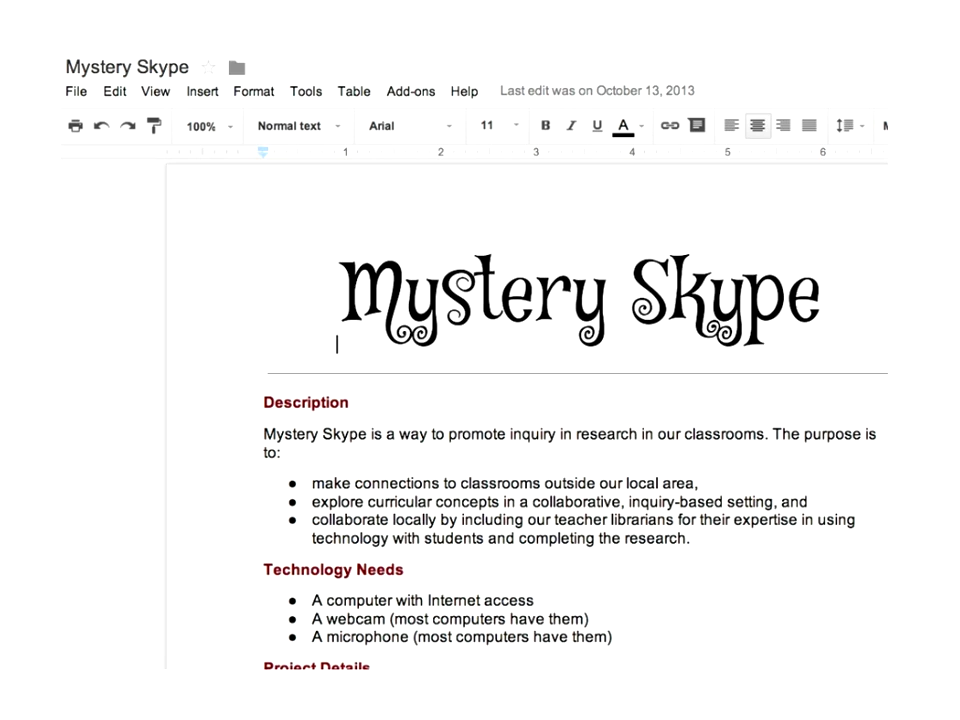 Mystery Skype
File Edit View Insert Format Tools Table Add-ons Help Last edit was on October 13, 2013
100% Normal text Arial 11 B I U A
1 2 3 4 5 6
Mystery Skype
Description
Mystery Skype is a way to promote inquiry in research in our classrooms. The purpose is
to:
● make connections to classrooms outside our local area,
● explore curricular concepts in a collaborative, inquiry-based setting, and
● collaborate locally by including our teacher librarians for their expertise in using
technology with students and completing the research.
Technology Needs
● A computer with Internet access
● A webcam (most computers have them)
● A microphone (most computers have them)
Project Details